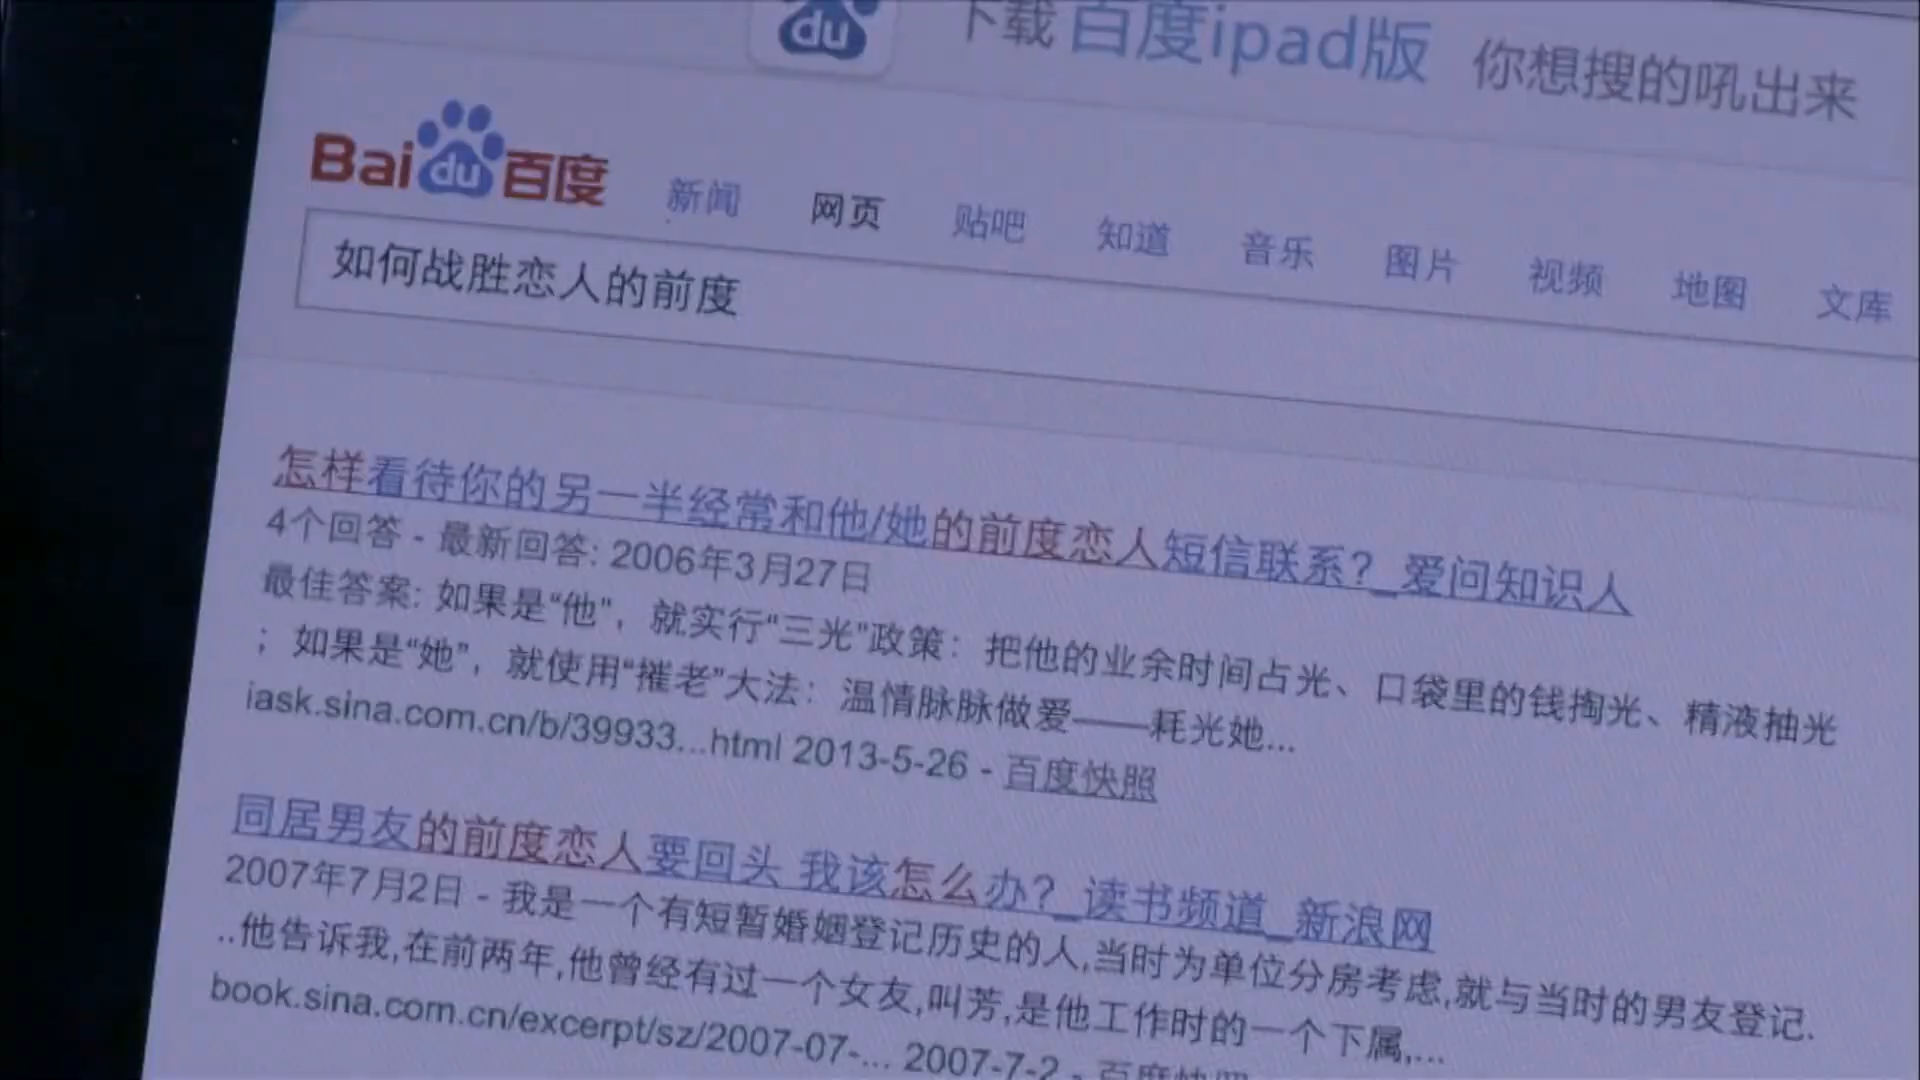 du 下载 百度ipad版 你想搜的吼出来
Bai du 百度 新闻 网页 贴吧 知道 音乐 图片 视频 地图 文库
如何战胜恋人的前度
怎样看待你的另一半经常和他/她的前度恋人短信联系?_爱问知识人
4个回答 - 最新回答: 2006年3月27日
最佳答案: 如果是“他”，就实行“三光”政策：把他的业余时间占光、口袋里的钱掏光、精液抽光
；如果是“她”，就使用“摧老”大法：温情脉脉做爱——耗光她...
iask.sina.com.cn/b/39933...html 2013-5-26 - 百度快照
同居男友的前度恋人要回头 我该怎么办?_读书频道_新浪网
2007年7月2日 - 我是一个有短暂婚姻登记历史的人,当时为单位分房考虑,就与当时的男友登记.
..他告诉我,在前两年,他曾经有过一个女友,叫芳,是他工作时的一个下属,...
book.sina.com.cn/excerpt/sz/2007-07-... 2007-7-2 - 百度快照